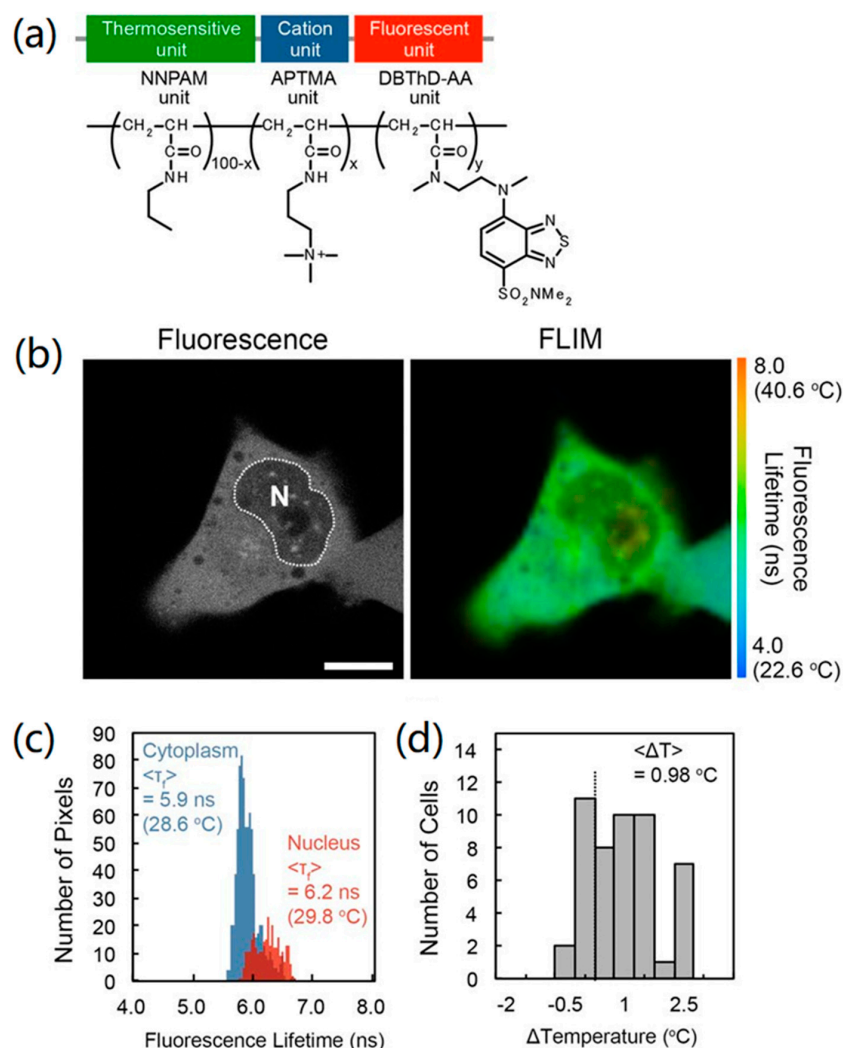 (a)
Thermosensitive
unit
Cation
unit
Fluorescent
unit
NNPAM
unit
APTMA
unit
DBThD-AA
unit
CH2 CH
C=O
NH
100-x
CH2 CH
C=O
NH
x
N+
CH2 CH
C=O
N
y
N
N
S
N
SO2NMe2
(b)
Fluorescence
FLIM
N
8.0
(40.6 °C)
Fluorescence
Lifetime (ns)
4.0
(22.6 °C)
(c)
Number of Pixels
90
80
70
60
50
40
30
20
10
0
Cytoplasm
<τf>
= 5.9 ns
(28.6 °C)
Nucleus
<τf>
= 6.2 ns
(29.8 °C)
4.0 5.0 6.0 7.0 8.0
Fluorescence Lifetime (ns)
(d)
Number of Cells
14
12
10
8
6
4
2
0
<ΔT>
= 0.98 °C
-2 -0.5 1 2.5
ΔTemperature (°C)